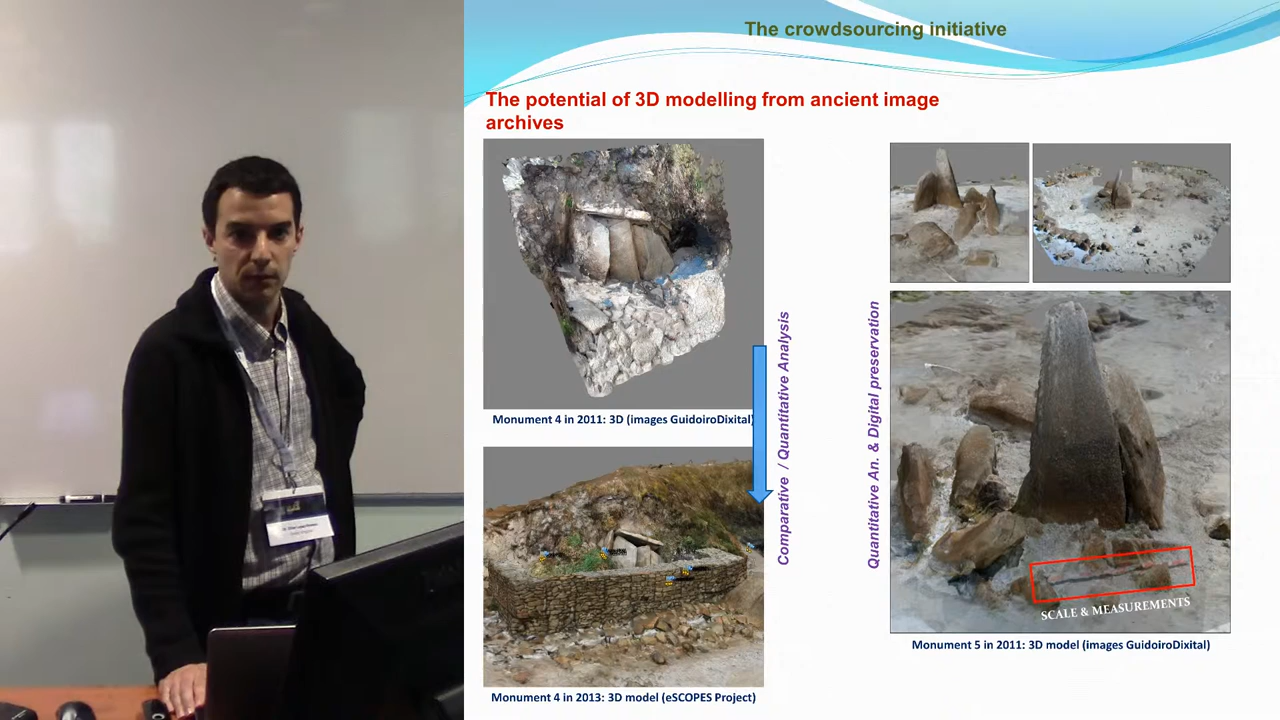 The crowdsourcing initiative
The potential of 3D modelling from ancient image
archives
Monument 4 in 2011: 3D (images GuidoiroDixital)
Comparative / Quantitative Analysis
Monument 4 in 2013: 3D model (eSCOPES Project)
Quantitative An. & Digital preservation
SCALE & MEASUREMENTS
Monument 5 in 2011: 3D model (images GuidoiroDixital)